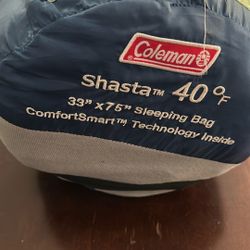 Coleman
Shasta™ 40°F
33" x 75" Sleeping Bag
ComfortSmart™ Technology Inside